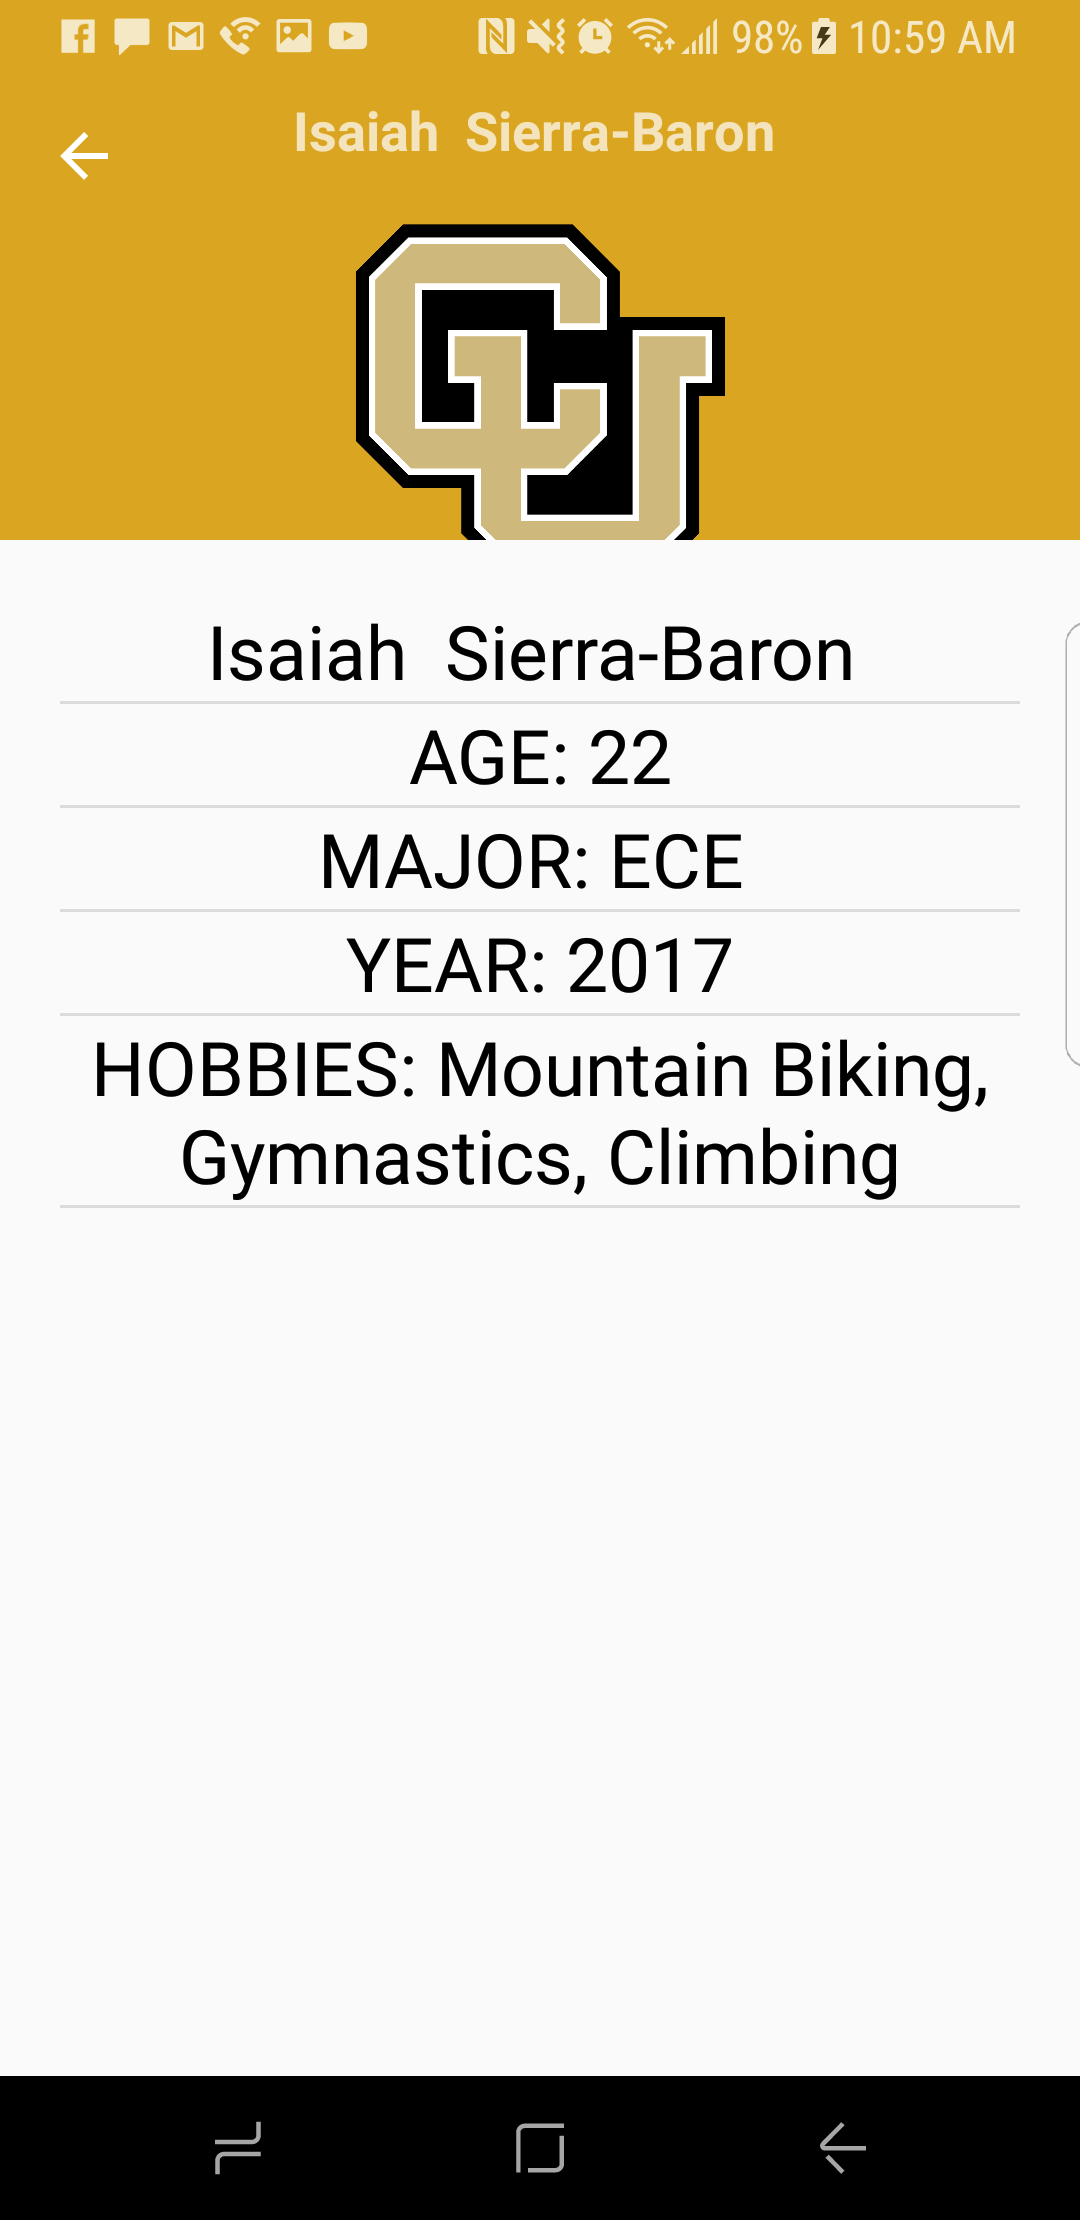 98% 10:59 AM
Isaiah  Sierra-Baron
CU
Isaiah  Sierra-Baron
AGE: 22
MAJOR: ECE
YEAR: 2017
HOBBIES: Mountain Biking,
Gymnastics, Climbing